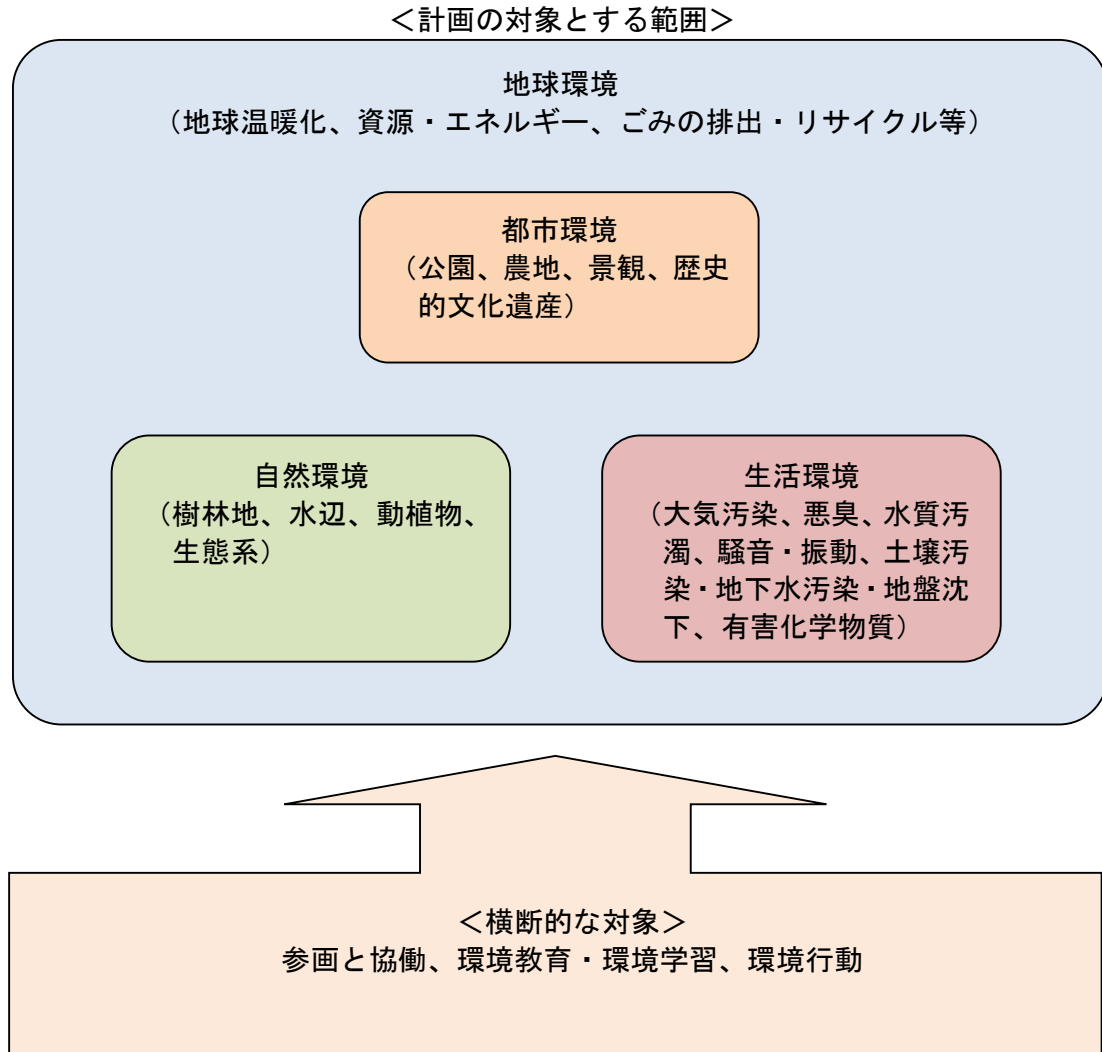 ＜計画の対象とする範囲＞
地球環境
（地球温暖化、資源・エネルギー、ごみの排出・リサイクル等）
都市環境
（公園、農地、景観、歴史
的文化遺産）
自然環境
（樹林地、水辺、動植物、
生態系）
生活環境
（大気汚染、悪臭、水質汚
濁、騒音・振動、土壌汚
染・地下水汚染・地盤沈
下、有害化学物質）
＜横断的な対象＞
参画と協働、環境教育・環境学習、環境行動